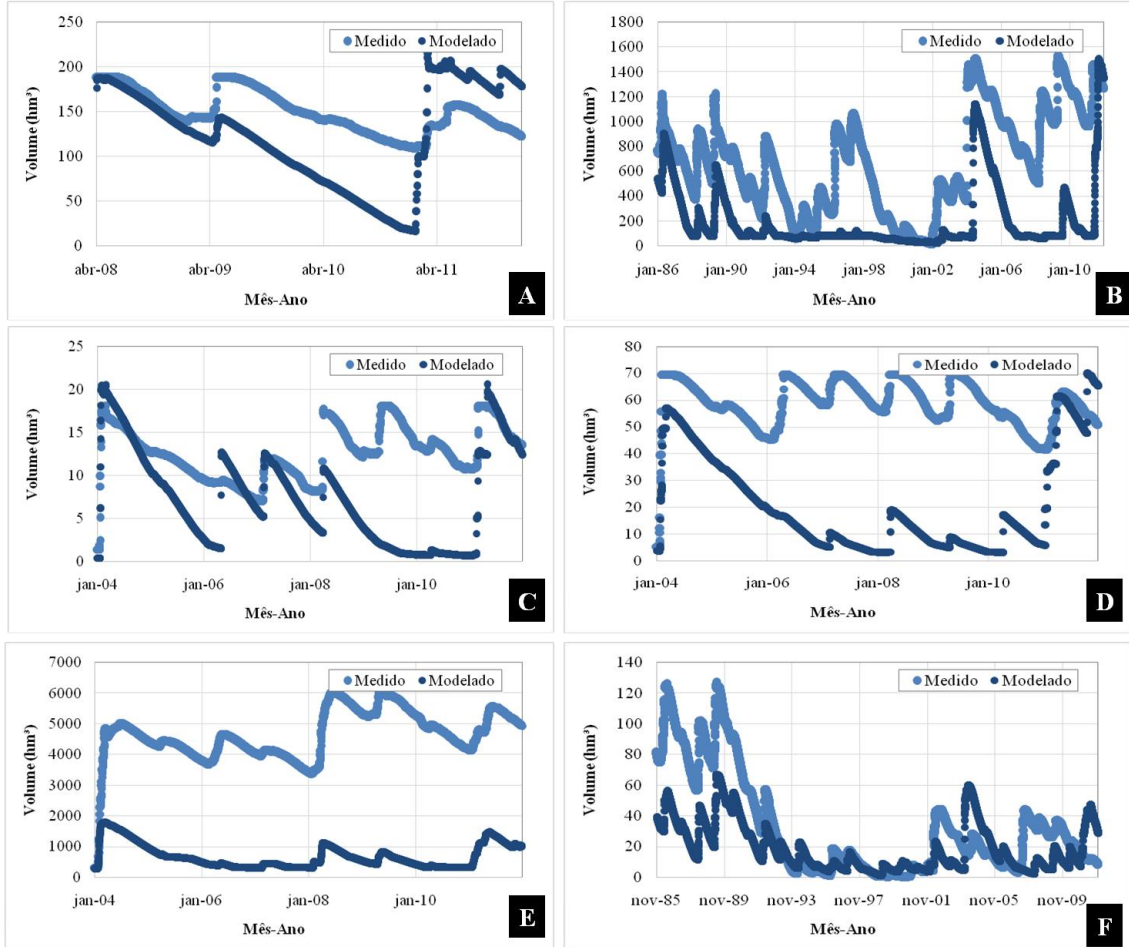 250
200
150
100
50
0
Volume (hm³)
Medido Modelado
abr-08 abr-09 abr-10 abr-11
Mês-Ano
A
1800
1600
1400
1200
1000
800
600
400
200
0
Volume (hm³)
Medido Modelado
jan-86 jan-90 jan-94 jan-98 jan-02 jan-06 jan-10
Mês-Ano
B
25
20
15
10
5
0
Volume (hm³)
Medido Modelado
jan-04 jan-06 jan-08 jan-10
Mês-Ano
C
80
70
60
50
40
30
20
10
0
Volume (hm³)
Medido Modelado
jan-04 jan-06 jan-08 jan-10
Mês-Ano
D
7000
6000
5000
4000
3000
2000
1000
0
Volume (hm³)
Medido Modelado
jan-04 jan-06 jan-08 jan-10
Mês-Ano
E
140
120
100
80
60
40
20
0
Volume (hm³)
Medido Modelado
nov-85 nov-89 nov-93 nov-97 nov-01 nov-05 nov-09
Mês-Ano
F